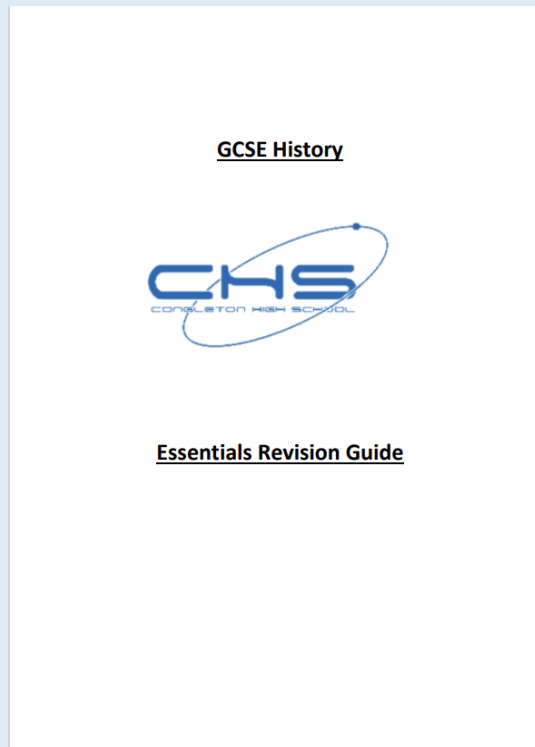 GCSE History
CHS
CONGLETON HIGH SCHOOL
Essentials Revision Guide